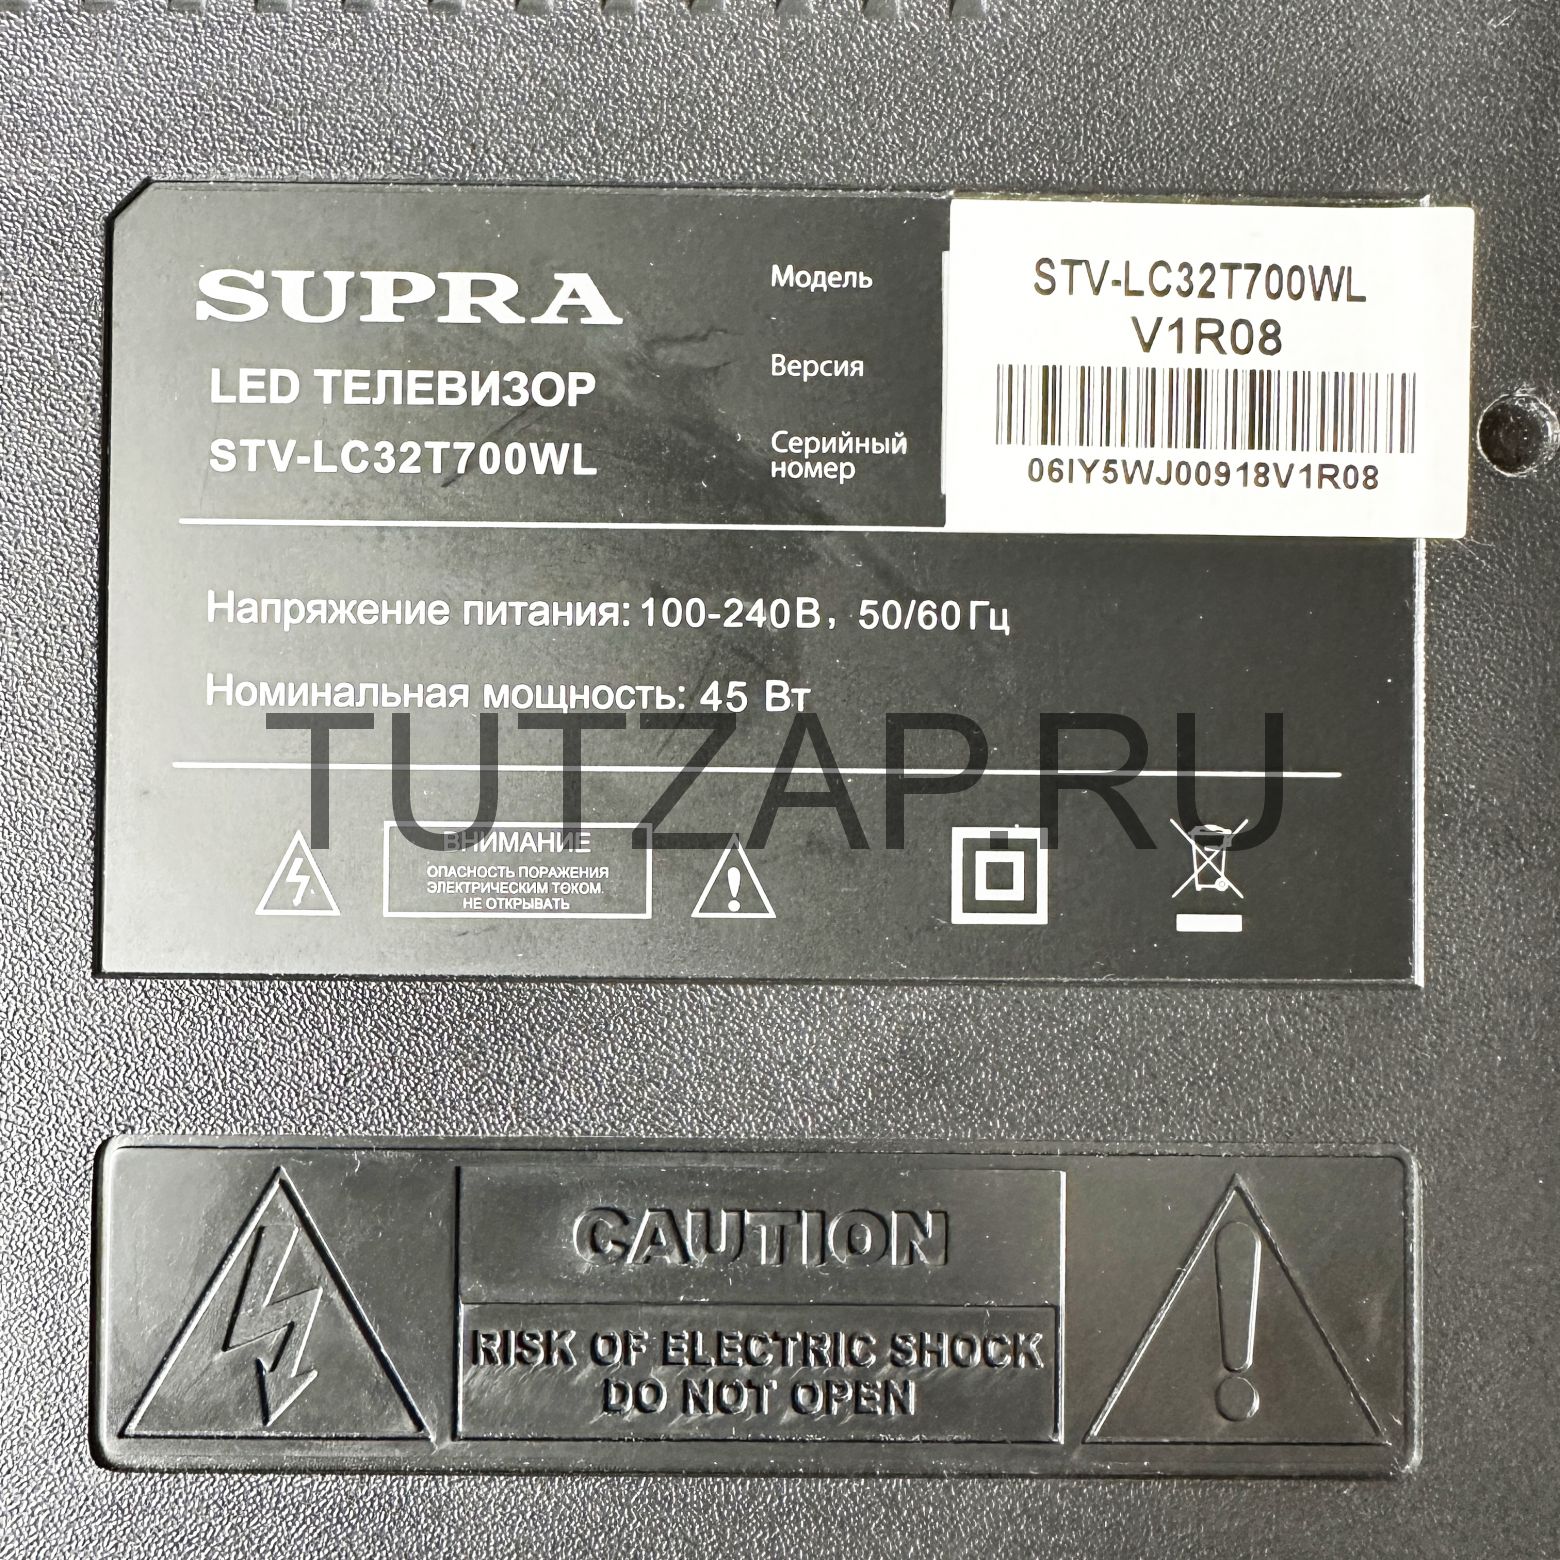 SUPRA
LED ТЕЛЕВИЗОР
STV-LC32T700WL
Модель
Версия
Серийный
номер
STV-LC32T700WL
V1R08
06IY5WJ00918V1R08
Напряжение питания: 100-240В, 50/60 Гц
Номинальная мощность: 45 Вт
TUTZAP.RU
ВНИМАНИЕ
ОПАСНОСТЬ ПОРАЖЕНИЯ
ЭЛЕКТРИЧЕСКИМ ТОКОМ.
НЕ ОТКРЫВАТЬ
CAUTION
RISK OF ELECTRIC SHOCK
DO NOT OPEN